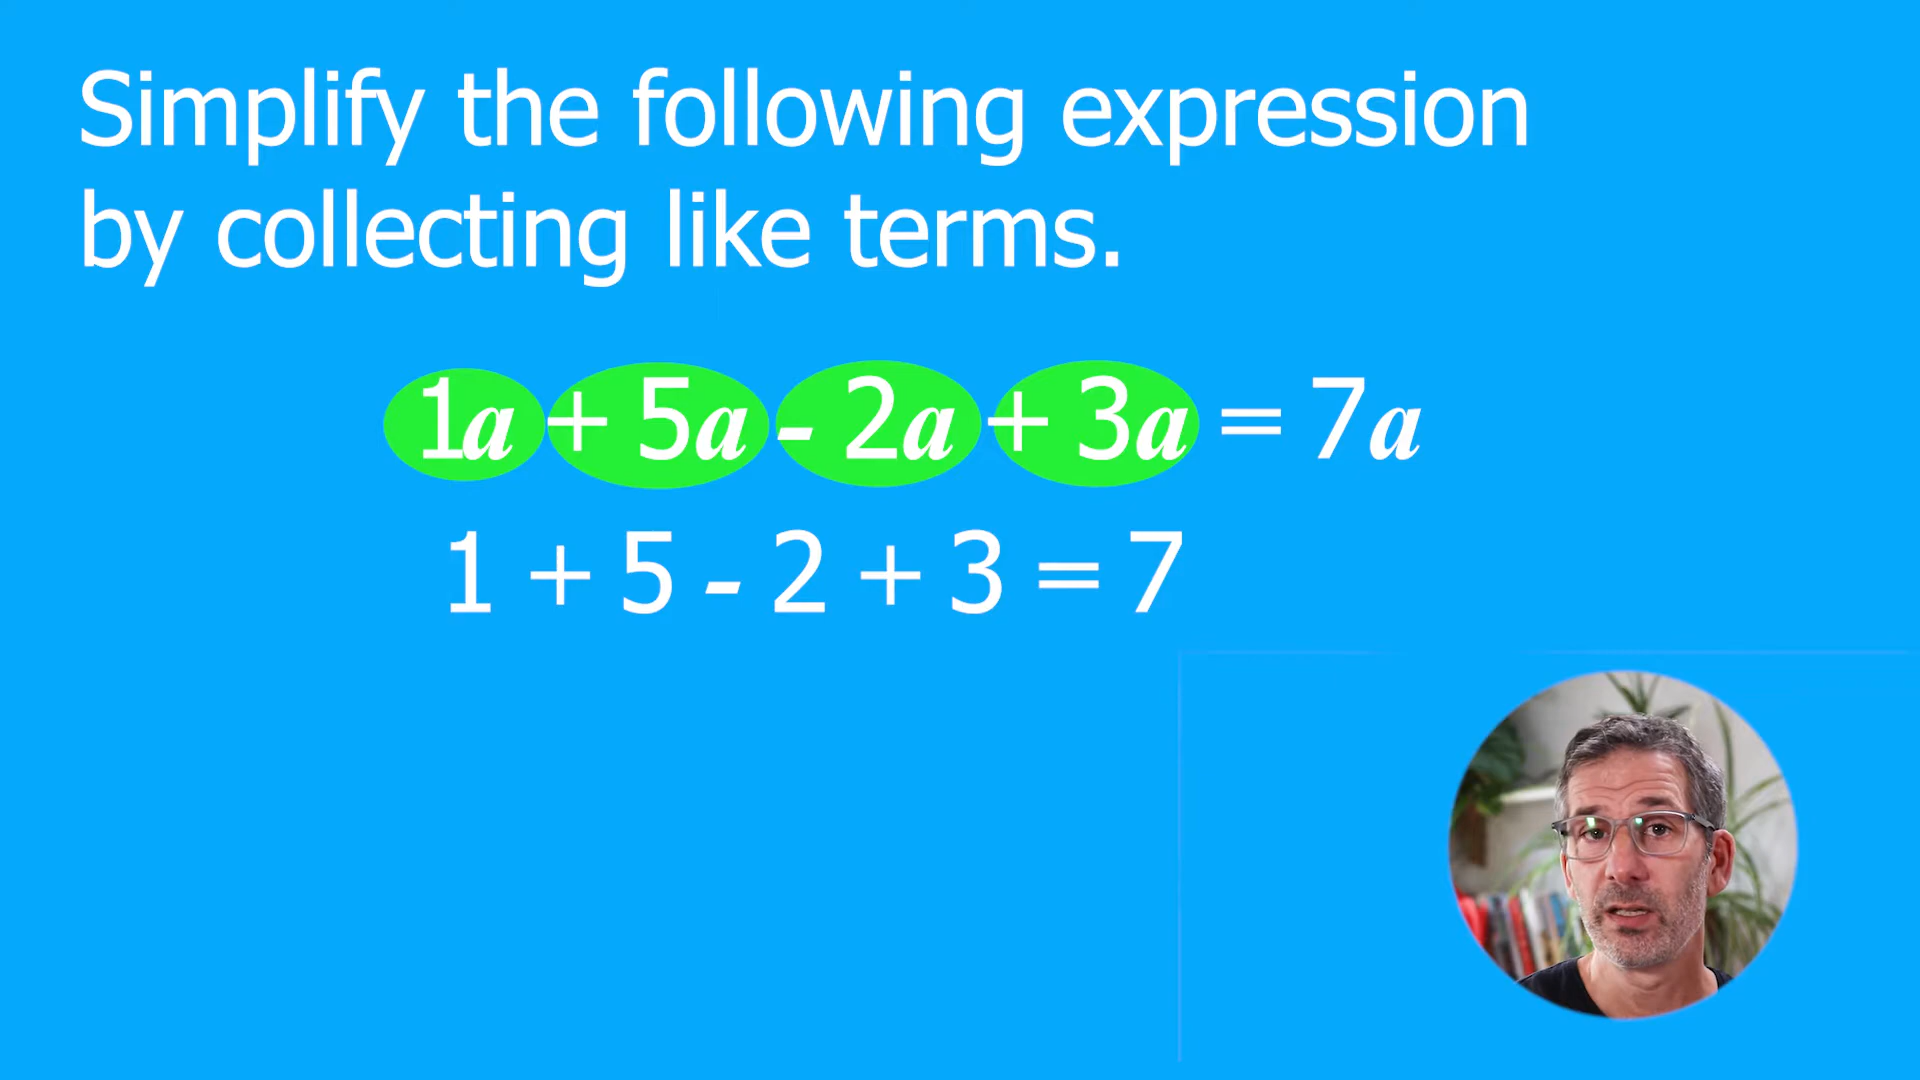 Simplify the following expression
by collecting like terms.
1a + 5a - 2a + 3a = 7a
1 + 5 - 2 + 3 = 7